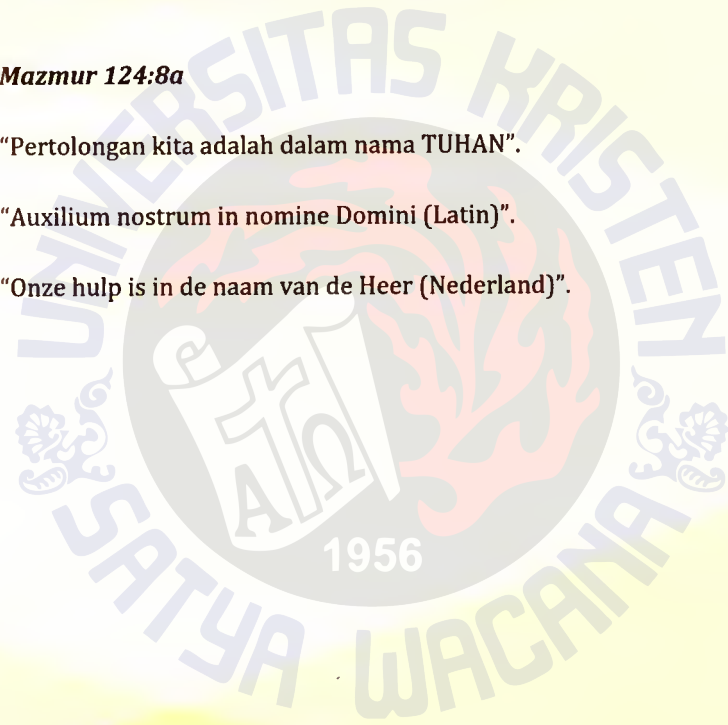 Mazmur 124:8a
“Pertolongan kita adalah dalam nama TUHAN”.
“Auxilium nostrum in nomine Domini (Latin)”.
“Onze hulp is in de naam van de Heer (Nederland)”.
UNIVERSITAS KRISTEN
SATYA WACANA
A Ω
1956